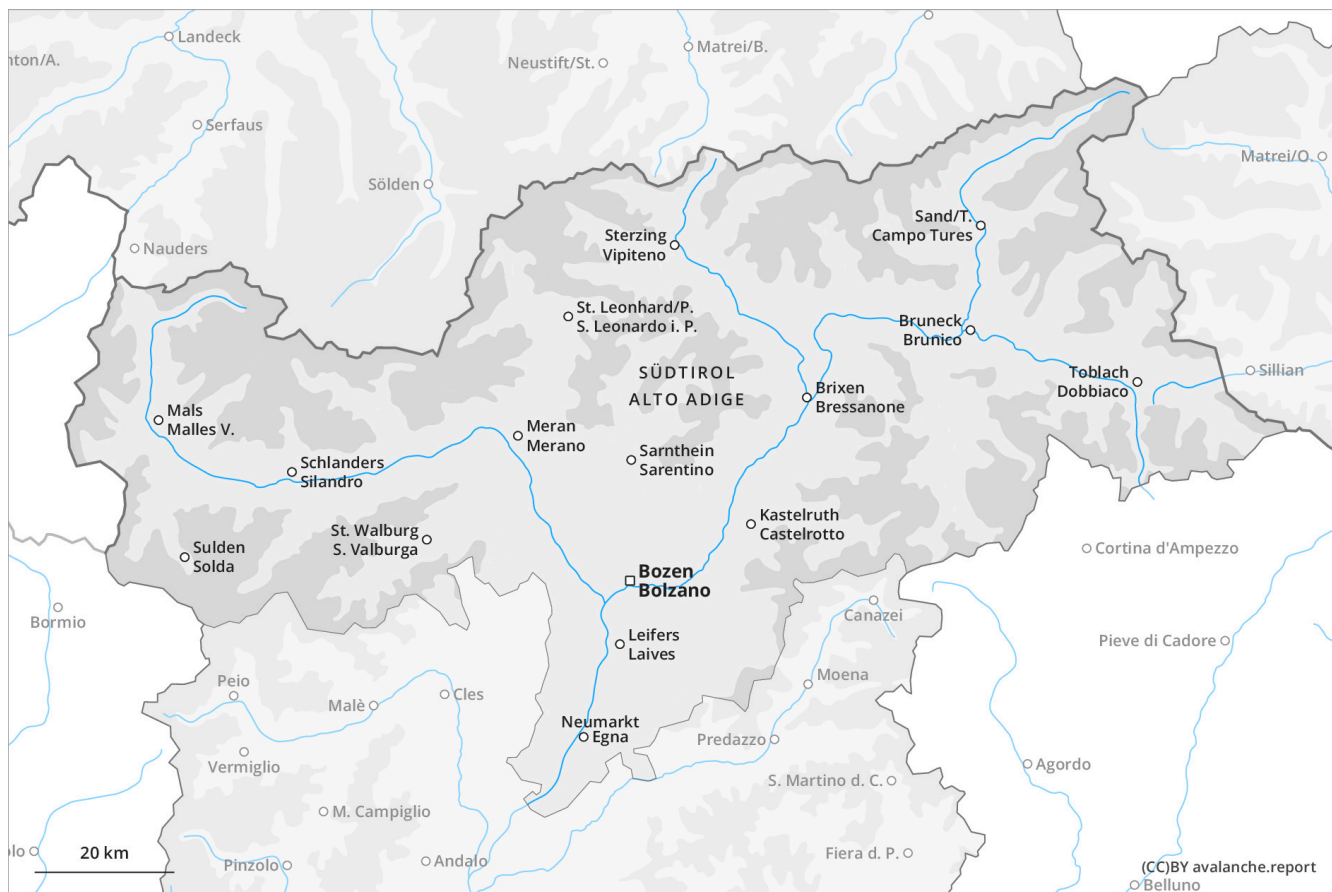 Landeck
nton/A.
Matrei/B.
Neustift/St.
Serfaus
Matrei/O.
Sölden
Sand/T.
Campo Tures
Sterzing
Vipiteno
Nauders
St. Leonhard/P.
S. Leonardo i. P.
Bruneck
Brunico
SÜDTIROL
ALTO ADIGE
Toblach
Dobbiaco
Sillian
Brixen
Bressanone
Mals
Malles V.
Meran
Merano
Schlanders
Silandro
Sarnthein
Sarentino
Kastelruth
Castelrotto
St. Walburg
S. Valburga
Sulden
Solda
Cortina d'Ampezzo
Bozen
Bolzano
Bormio
Canazei
Leifers
Laives
Pieve di Cadore
Peio
Malè
Cles
Moena
Neumarkt
Egna
Predazzo
Vermiglio
Agordo
S. Martino d. C.
M. Campiglio
20 km
olo
Pinzolo
Andalo
Fiera d. P.
(CC)BY avalanche.report
Belluno